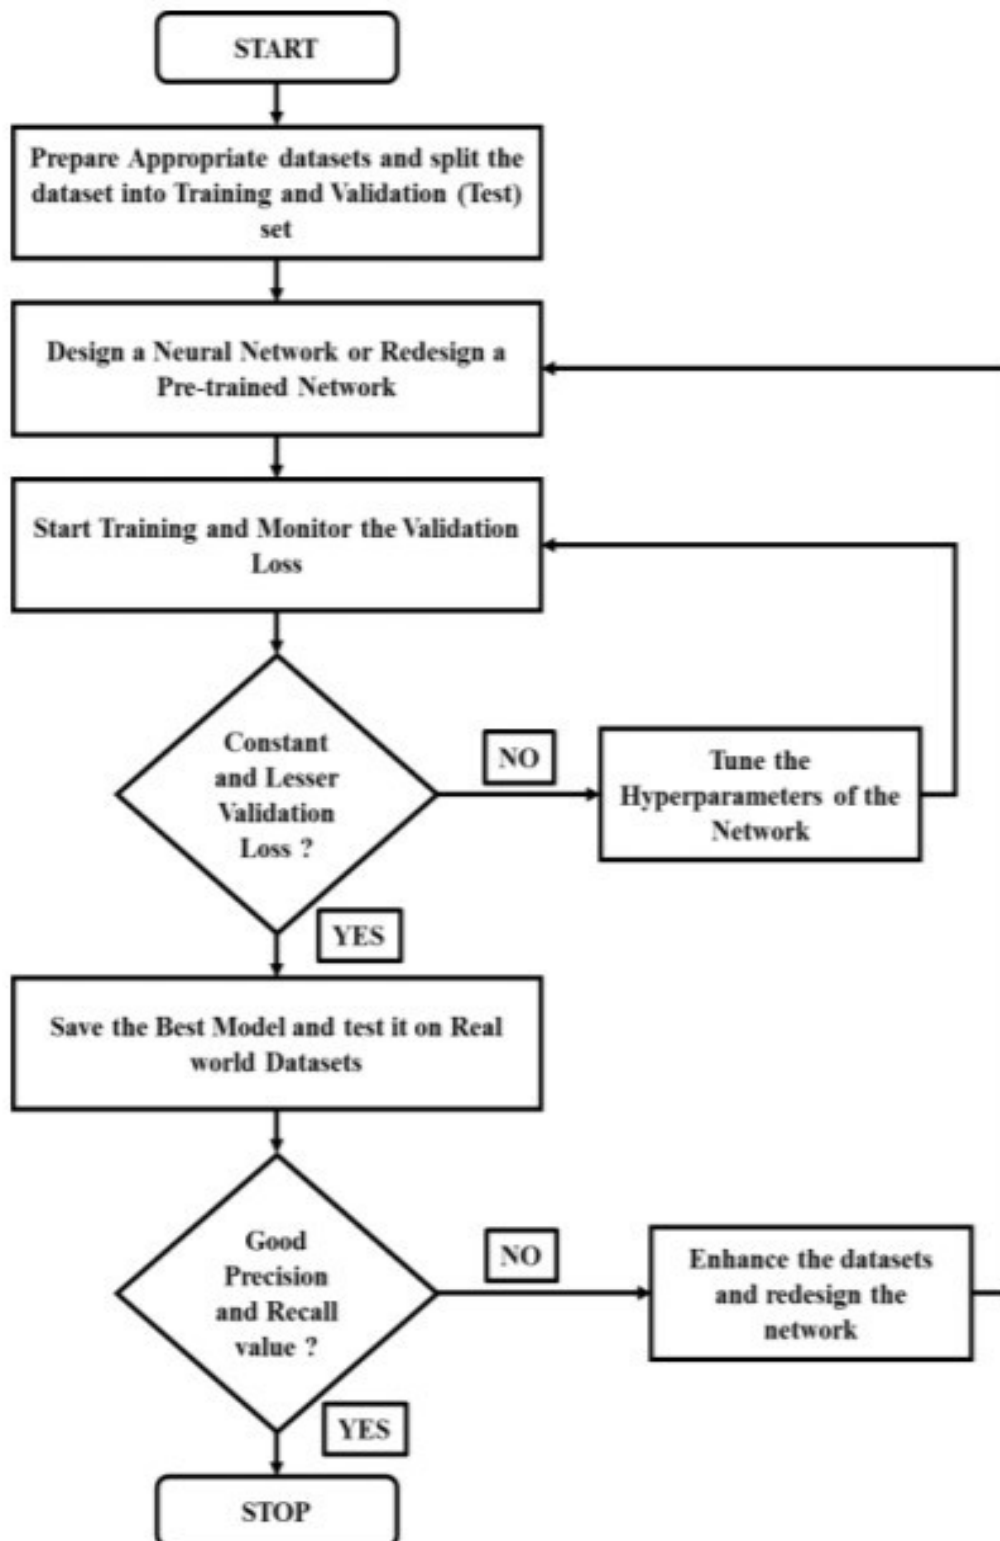 START
Prepare Appropriate datasets and split the
dataset into Training and Validation (Test)
set
Design a Neural Network or Redesign a
Pre-trained Network
Start Training and Monitor the Validation
Loss
Constant
and Lesser
Validation
Loss ?
NO
Tune the
Hyperparameters of the
Network
YES
Save the Best Model and test it on Real
world Datasets
Good
Precision
and Recall
value ?
NO
Enhance the datasets
and redesign the
network
YES
STOP